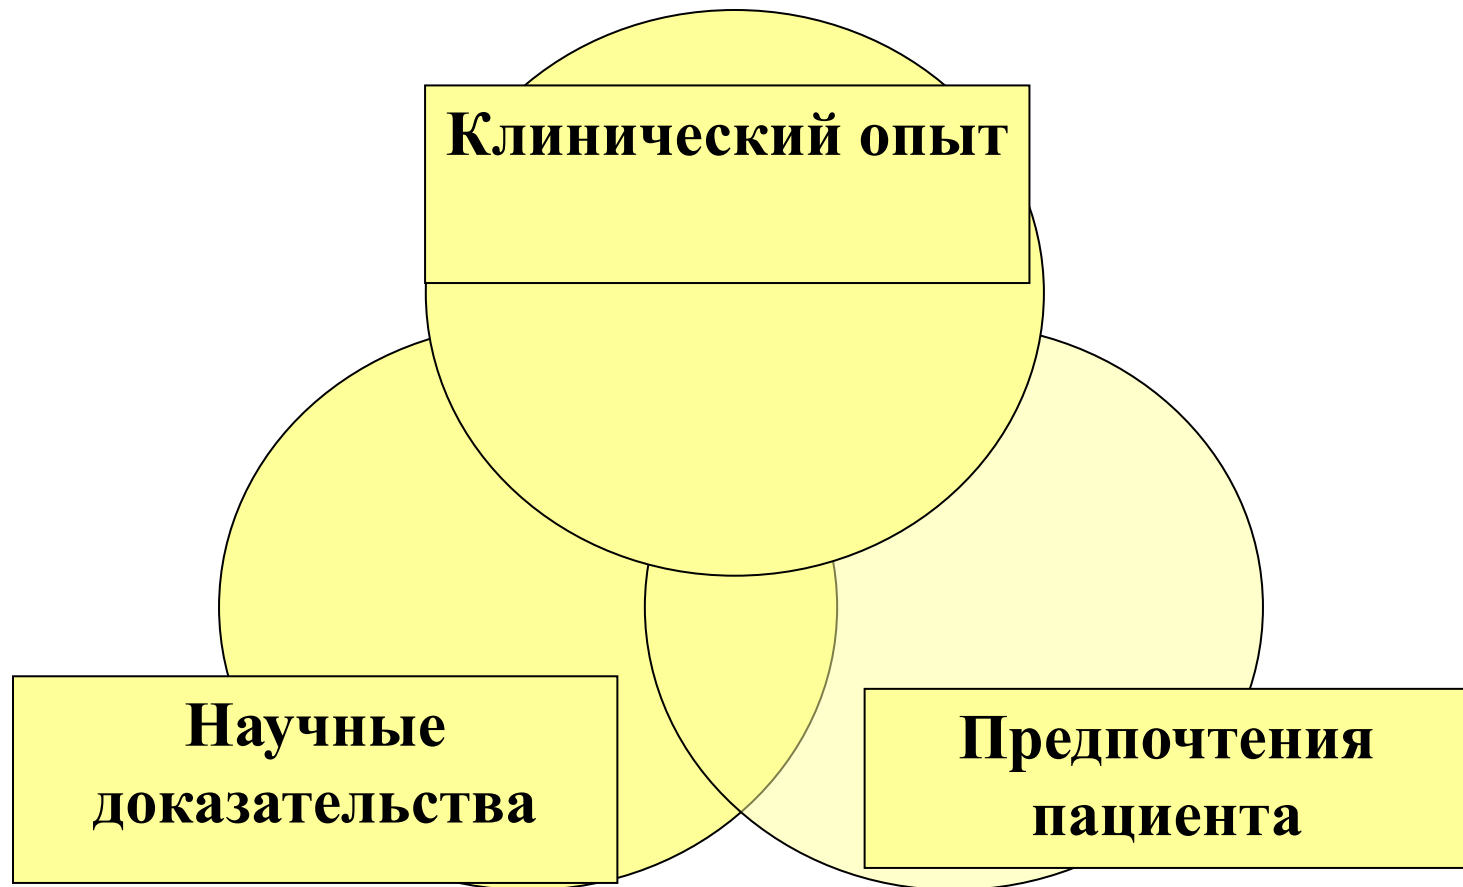 Клинический опыт
Научные
доказательства
Предпочтения
пациента